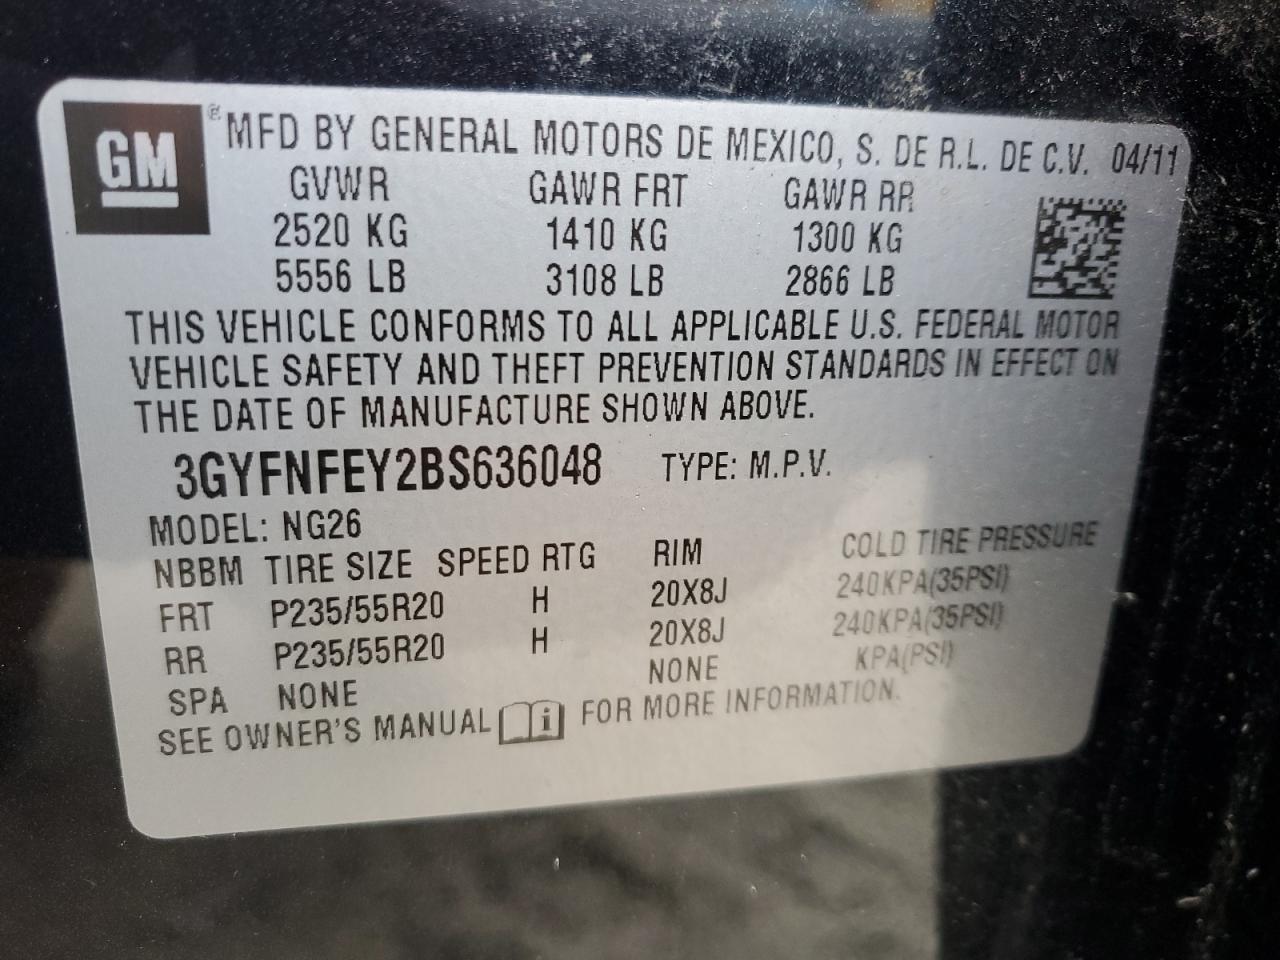 GM ® MFD BY GENERAL MOTORS DE MEXICO, S. DE R.L. DE C.V. 04/11
GVWR GAWR FRT GAWR RR
2520 KG 1410 KG 1300 KG
5556 LB 3108 LB 2866 LB
THIS VEHICLE CONFORMS TO ALL APPLICABLE U.S. FEDERAL MOTOR
VEHICLE SAFETY AND THEFT PREVENTION STANDARDS IN EFFECT ON
THE DATE OF MANUFACTURE SHOWN ABOVE.
3GYFNFEY2BS636048 TYPE: M.P.V.
MODEL: NG26
NBBM TIRE SIZE SPEED RTG RIM COLD TIRE PRESSURE
FRT P235/55R20 H 20X8J 240KPA(35PSI)
RR P235/55R20 H 20X8J 240KPA(35PSI)
SPA NONE NONE KPA(PSI)
SEE OWNER'S MANUAL i FOR MORE INFORMATION.